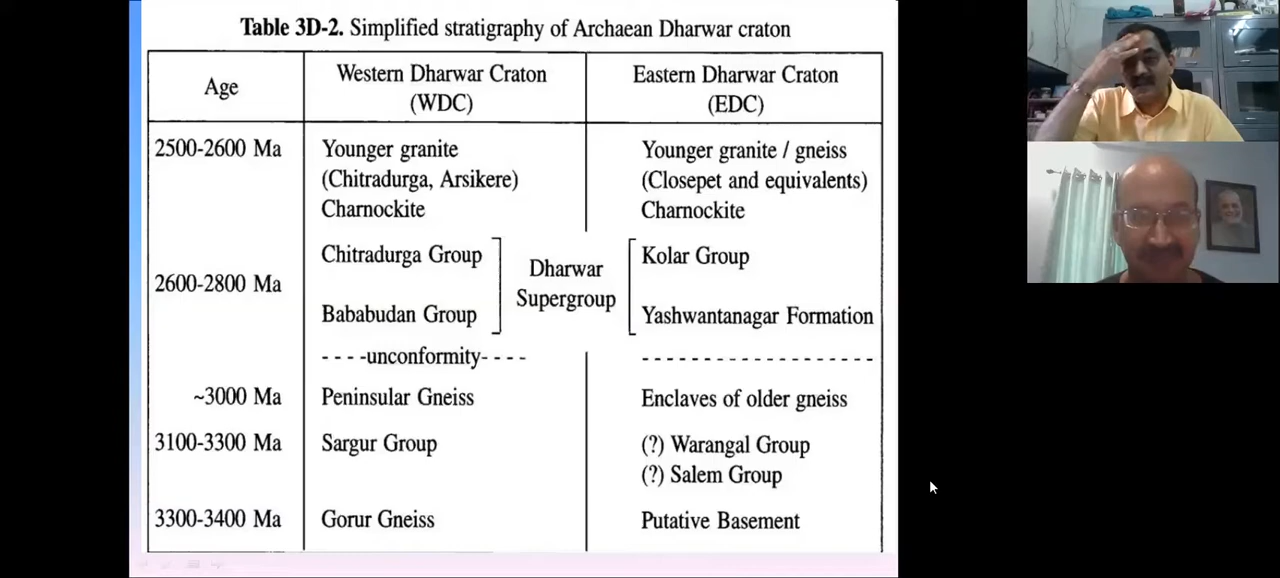 Table 3D-2. Simplified stratigraphy of Archaean Dharwar craton
Age
Western Dharwar Craton
(WDC)
Eastern Dharwar Craton
(EDC)
2500-2600 Ma
Younger granite
(Chitradurga, Arsikere)
Charnockite
Younger granite / gneiss
(Closepet and equivalents)
Charnockite
2600-2800 Ma
Chitradurga Group
Bababudan Group
Dharwar
Supergroup
Kolar Group
Yashwantanagar Formation
- - - -unconformity- - - -
~3000 Ma
Peninsular Gneiss
Enclaves of older gneiss
3100-3300 Ma
Sargur Group
(?) Warangal Group
(?) Salem Group
3300-3400 Ma
Gorur Gneiss
Putative Basement